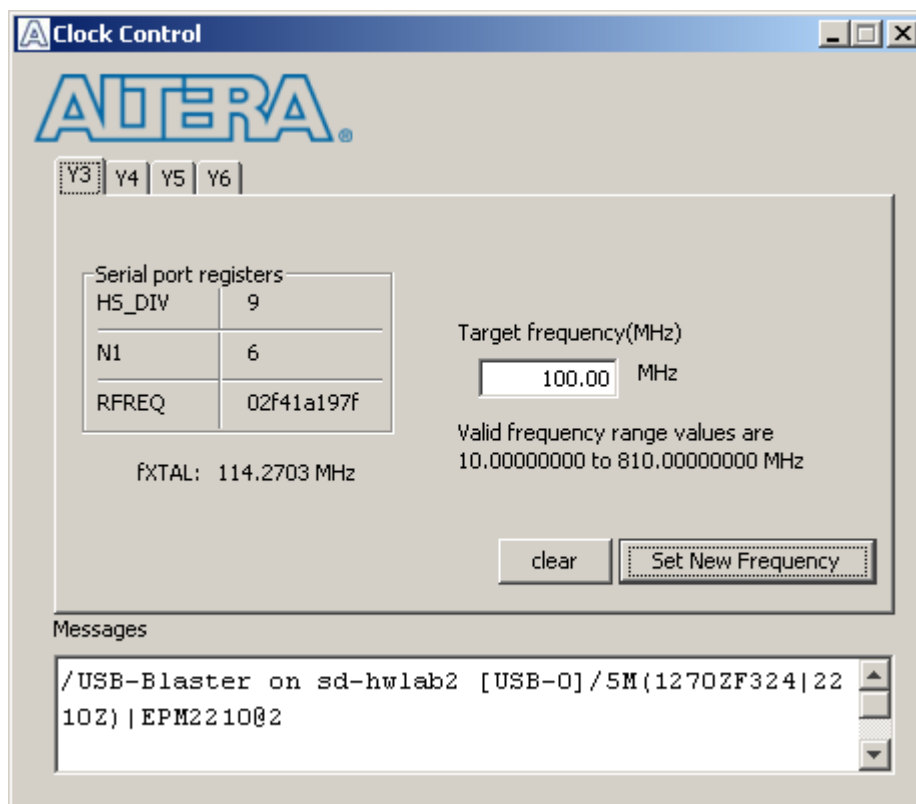 Clock Control
ALTERA®
Y3 Y4 Y5 Y6
Serial port registers
HS_DIV 9
N1 6
RFREQ 02f41a197f
fXTAL: 114.2703 MHz
Target frequency(MHz)
100.00 MHz
Valid frequency range values are
10.00000000 to 810.00000000 MHz
clear Set New Frequency
Messages
/USB-Blaster on sd-hwlab2 [USB-0]/5M(1270ZF324|22
10Z)|EPM2210@2